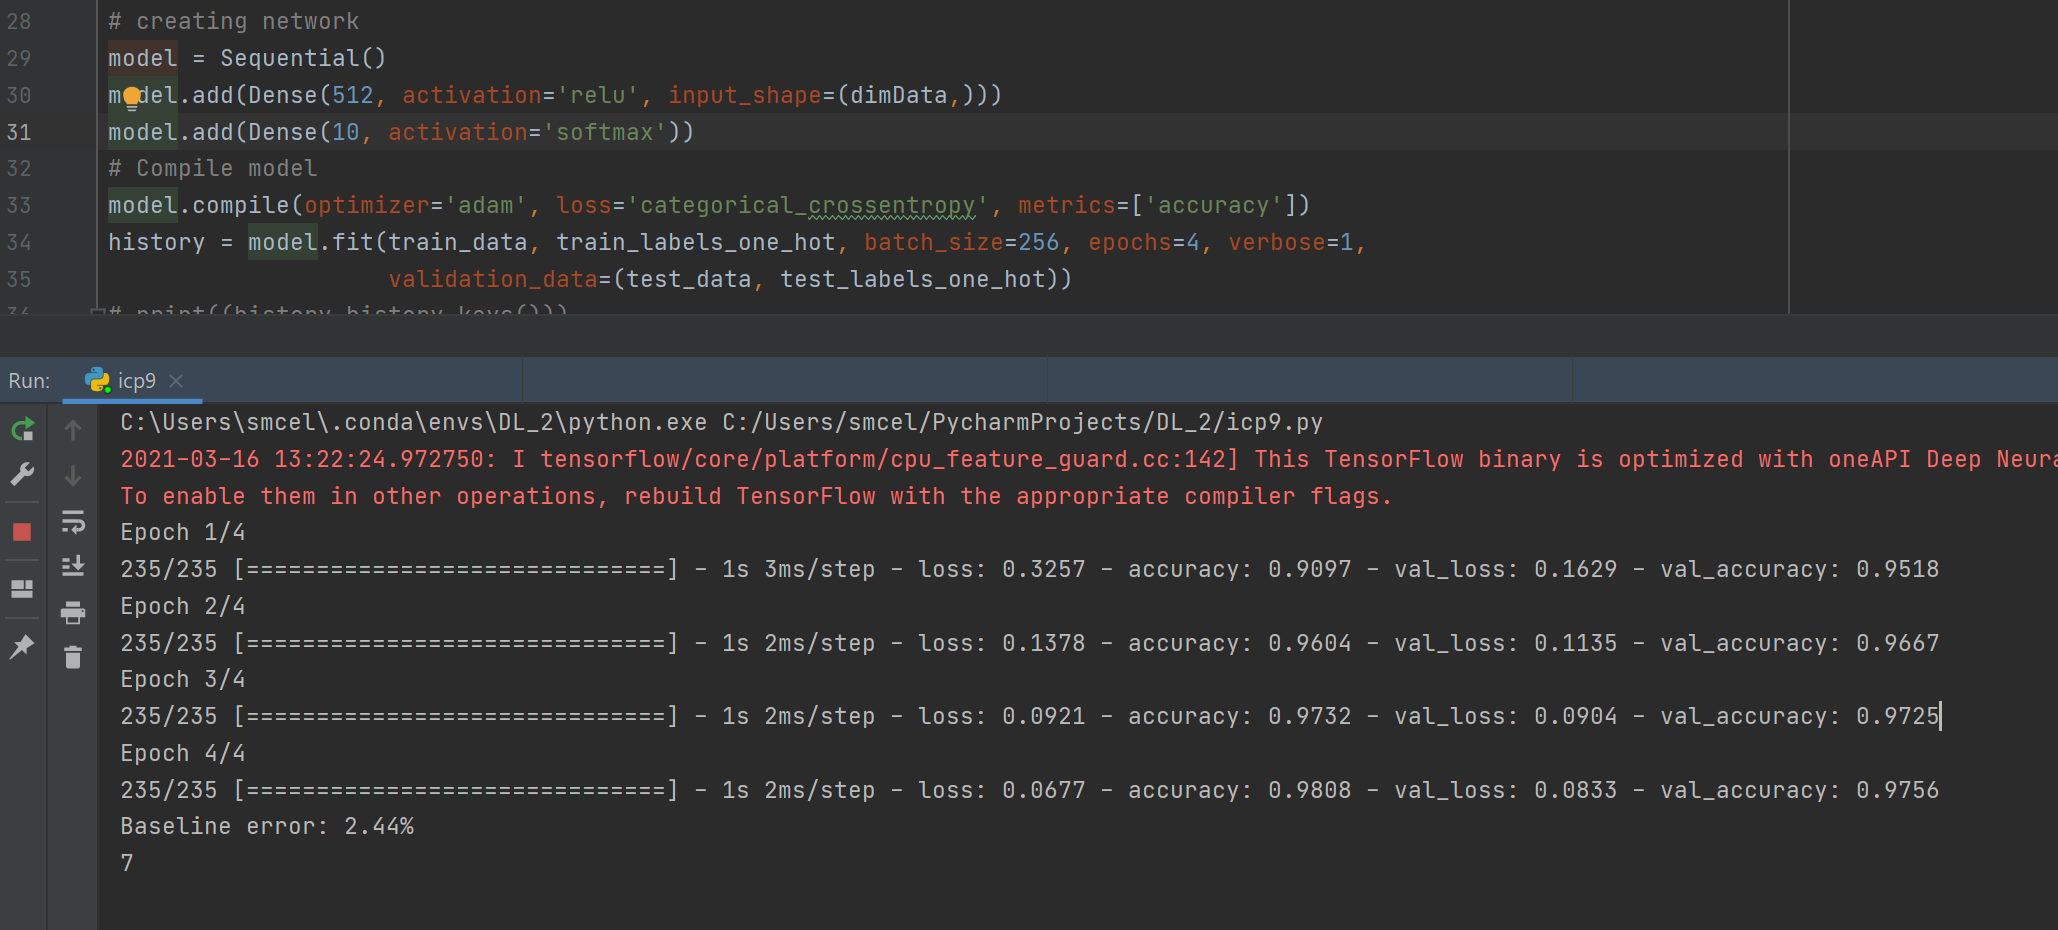 28 # creating network
29 model = Sequential()
30 model.add(Dense(512, activation='relu', input_shape=(dimData,)))
31 model.add(Dense(10, activation='softmax'))
32 # Compile model
33 model.compile(optimizer='adam', loss='categorical_crossentropy', metrics=['accuracy'])
34 history = model.fit(train_data, train_labels_one_hot, batch_size=256, epochs=4, verbose=1,
35 validation_data=(test_data, test_labels_one_hot))
36 # print((history.history.keys()))
Run: icp9
C:\Users\smcel\.conda\envs\DL_2\python.exe C:/Users/smcel/PycharmProjects/DL_2/icp9.py
2021-03-16 13:22:24.972750: I tensorflow/core/platform/cpu_feature_guard.cc:142] This TensorFlow binary is optimized with oneAPI Deep
To enable them in other operations, rebuild TensorFlow with the appropriate compiler flags.
Epoch 1/4
235/235 [==============================] - 1s 3ms/step - loss: 0.3257 - accuracy: 0.9097 - val_loss: 0.1629 - val_accuracy: 0.9518
Epoch 2/4
235/235 [==============================] - 1s 2ms/step - loss: 0.1378 - accuracy: 0.9604 - val_loss: 0.1135 - val_accuracy: 0.9667
Epoch 3/4
235/235 [==============================] - 1s 2ms/step - loss: 0.0921 - accuracy: 0.9732 - val_loss: 0.0904 - val_accuracy: 0.9725
Epoch 4/4
235/235 [==============================] - 1s 2ms/step - loss: 0.0677 - accuracy: 0.9808 - val_loss: 0.0833 - val_accuracy: 0.9756
Baseline error: 2.44%
7